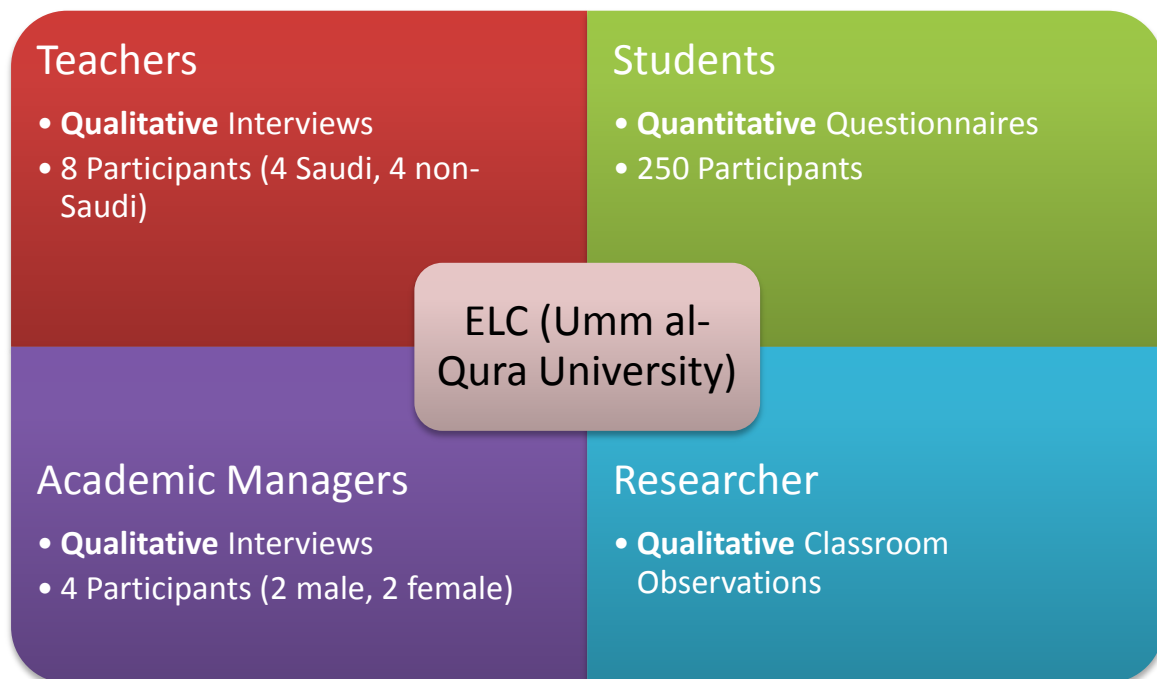 Teachers
• Qualitative Interviews
• 8 Participants (4 Saudi, 4 non-
Saudi)
Students
• Quantitative Questionnaires
• 250 Participants
ELC (Umm al-
Qura University)
Academic Managers
• Qualitative Interviews
• 4 Participants (2 male, 2 female)
Researcher
• Qualitative Classroom
Observations